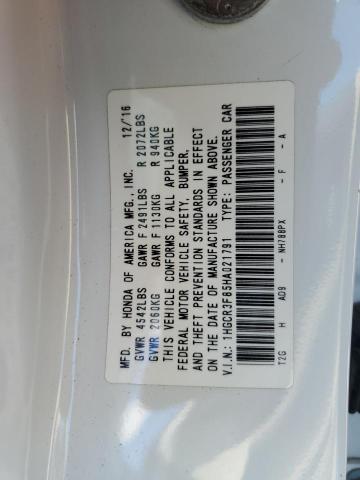 MFD. BY HONDA OF AMERICA MFG., INC. 12/'16
GVWR 4542LBS GAWR F 2491LBS R 2072LBS
GVWR 2060KG GAWR F 1130KG R 940KG
THIS VEHICLE CONFORMS TO ALL APPLICABLE
FEDERAL MOTOR VEHICLE SAFETY, BUMPER,
AND THEFT PREVENTION STANDARDS IN EFFECT
ON THE DATE OF MANUFACTURE SHOWN ABOVE.
V.I.N.: 1HGCR3F85HA021791 TYPE: PASSENGER CAR
T2G H AD9 - NH788PX - F - A